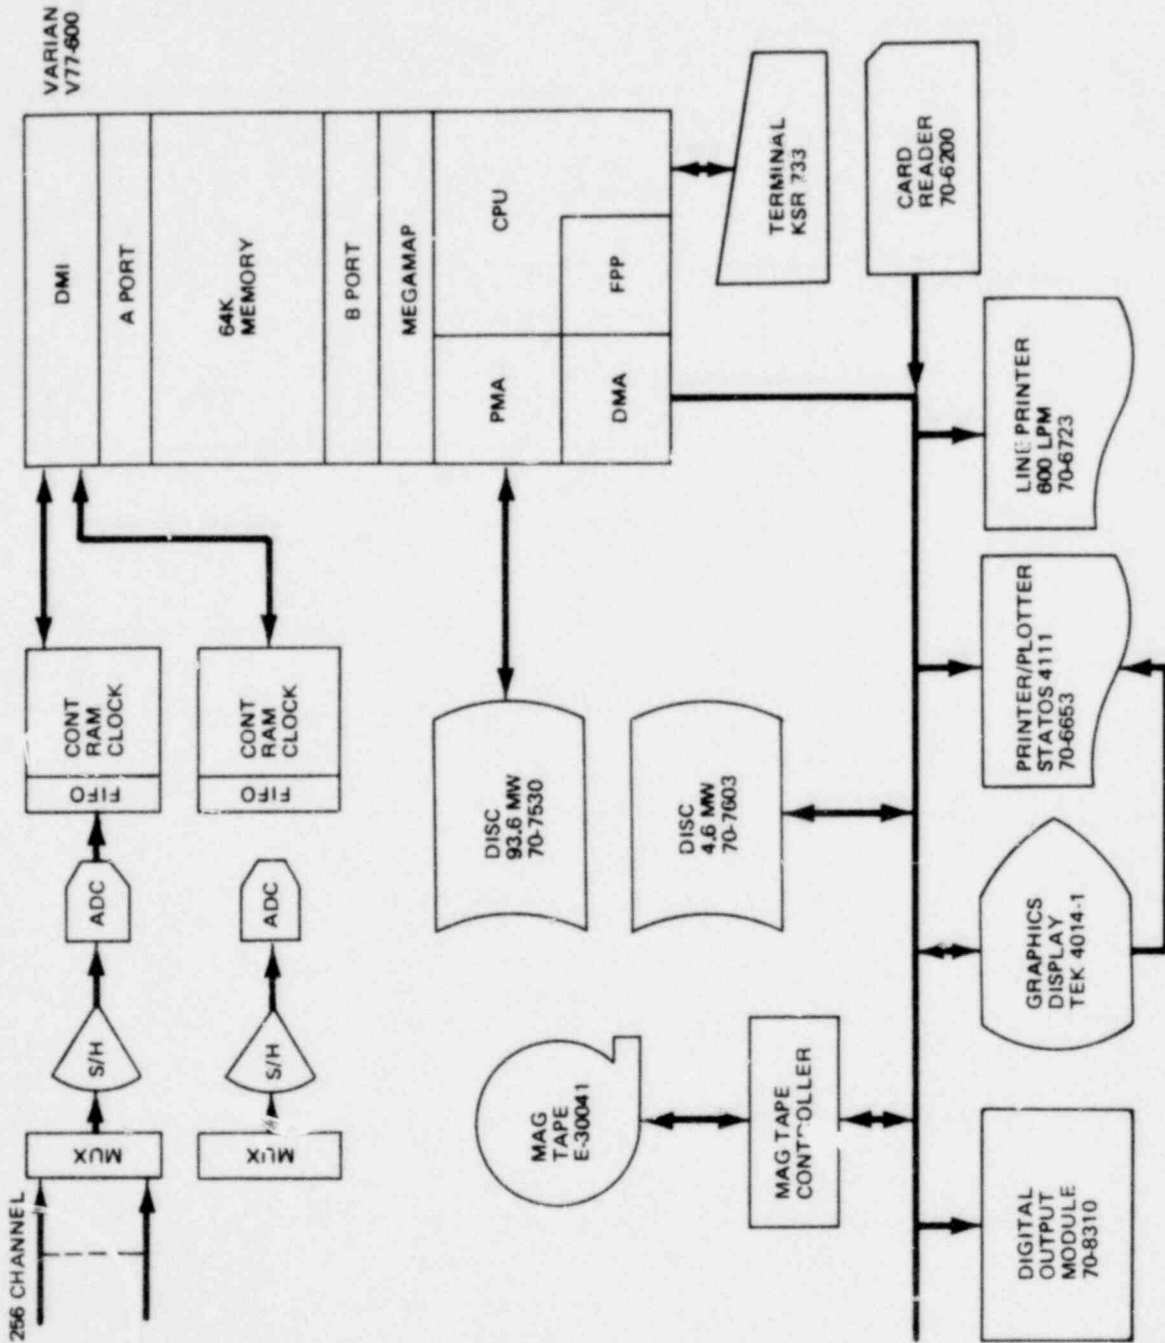 256 CHANNEL
MUX
S/H
ADC
FIFO
CONT
RAM
CLOCK
MUX
S/H
ADC
FIFO
CONT
RAM
CLOCK
VARIAN
V77-600
DMI
A PORT
64K
MEMORY
B PORT
MEGAMAP
PMA
CPU
DMA
FPP
DISC
93.6 MW
70-7530
DISC
4.6 MW
70-7603
MAG
TAPE
E-30041
MAG TAPE
CONTROLLER
TERMINAL
KSR 733
CARD
READER
70-6200
DIGITAL
OUTPUT
MODULE
70-8310
GRAPHICS
DISPLAY
TEK 4014-1
PRINTER/PLOTTER
STATOS 4111
70-6653
LINE PRINTER
600 LPM
70-6723